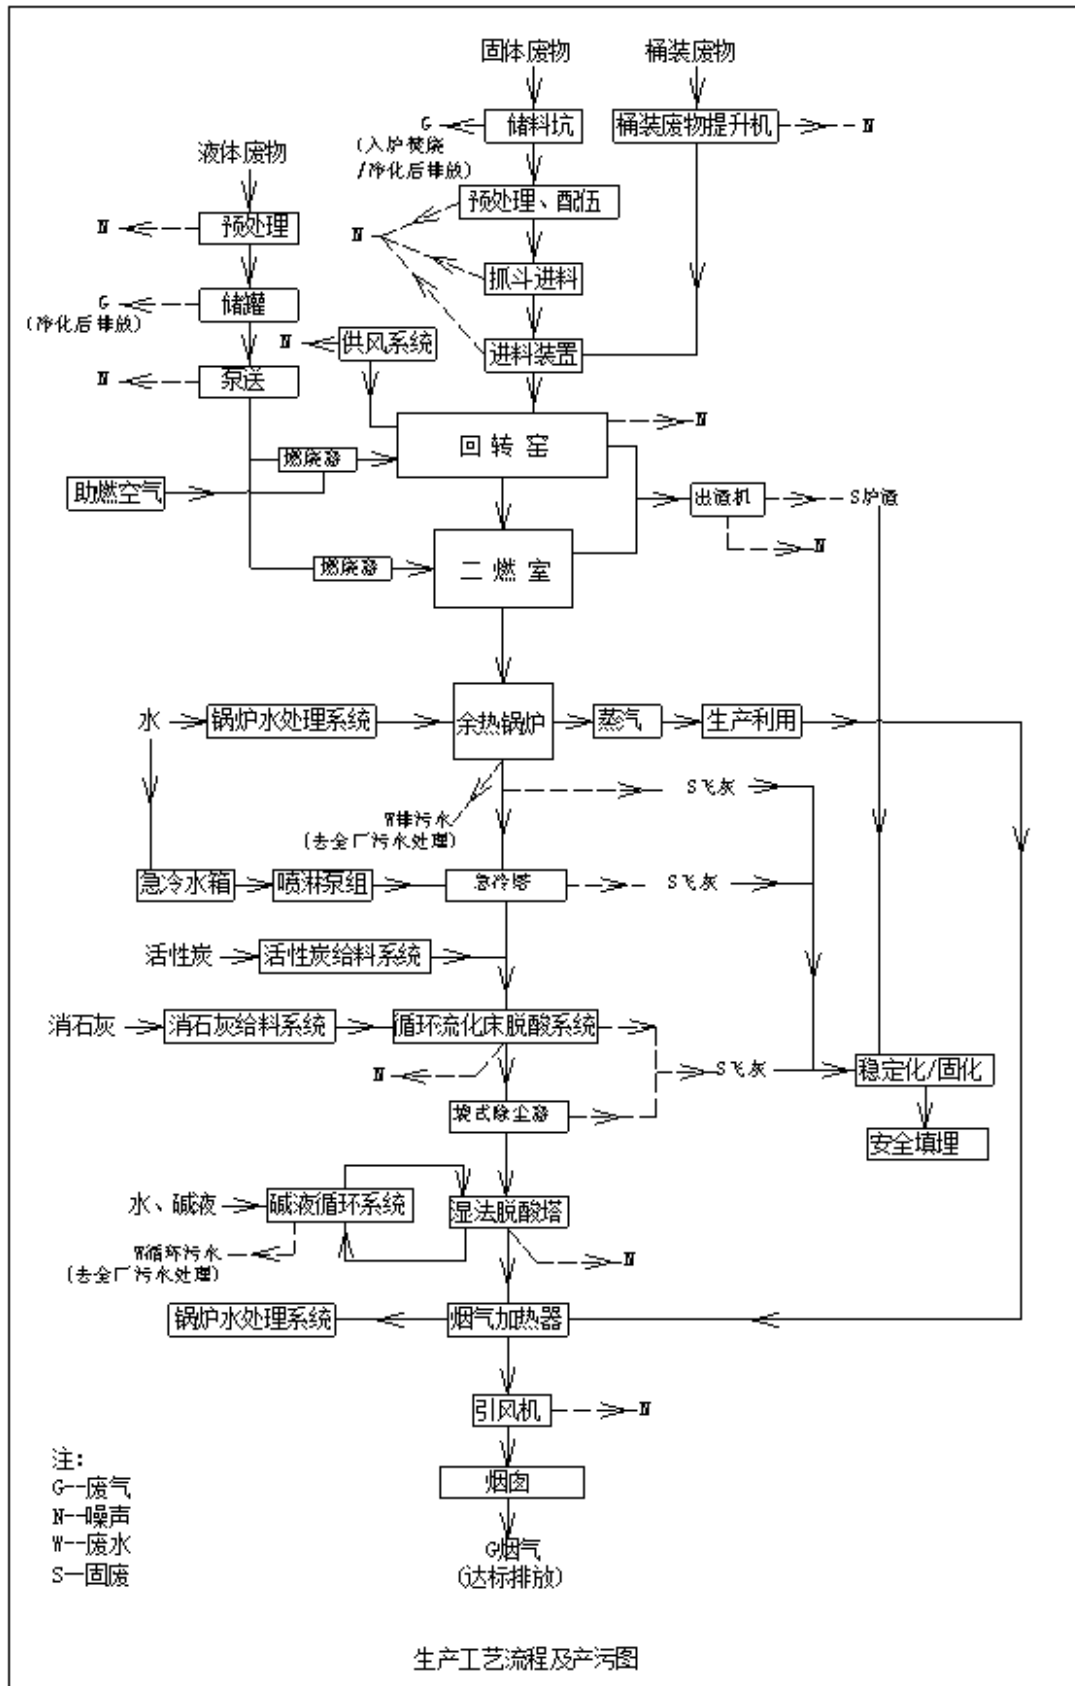 固体废物
桶装废物
G
储料坑
桶装废物提升机
N
(入炉焚烧
/净化后排放)
液体废物
预处理、配伍
N
预处理
N
抓斗进料
G
储罐
(净化后排放)
N
供风系统
进料装置
N
泵送
N
回转窑
燃烧器
助燃空气
出渣机
S炉渣
N
燃烧器
二燃室
水
锅炉水处理系统
余热锅炉
蒸汽
生产利用
S飞灰
W排污水
(去全厂污水处理)
急冷水箱
喷淋泵组
急冷塔
S飞灰
活性炭
活性炭给料系统
消石灰
消石灰给料系统
循环流化床脱酸系统
N
S飞灰
稳定化/固化
袋式除尘器
安全填埋
水、碱液
碱液循环系统
湿法脱酸塔
W循环污水
(去全厂污水处理)
N
锅炉水处理系统
烟气加热器
引风机
N
注:
G--废气
N--噪声
W--废水
S—固废
烟囱
G烟气
(达标排放)
生产工艺流程及产污图